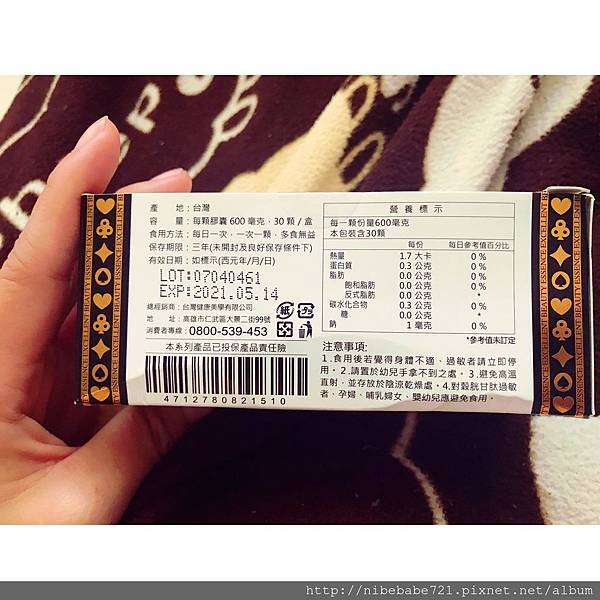 產　地：台灣
容　量：每顆膠囊 600 毫克，30 顆 / 盒
食用方法：每日一次，一次一顆，多食無益
保存期限：三年(未開封及良好保存條件下)
有效日期：如標示(西元年/月/日)
LOT:07040461
EXP:2021.05.14
總經銷商：台灣健康美學有限公司
地　址：高雄市仁武區大景二街99號
消費者專線：0800-539-453
紙
本系列產品已投保產品責任險
4712780821510
營養標示
每一顆份量600毫克
本包裝含30顆
每份　每日參考值百分比
熱量　1.7 大卡　0 %
蛋白質　0.3 公克　0 %
脂肪　0.0 公克　0 %
飽和脂肪　0.0 公克　0 %
反式脂肪　0.0 公克　*
碳水化合物　0.3 公克　0 %
糖　0.0 公克　*
鈉　1 毫克　0 %
*參考值未訂定
注意事項：
1.食用後若覺得身體不適、過敏者請立即停
用。2.請置於幼兒手拿不到之處。3.避免高溫
直射，並存放於陰涼乾燥處。4.對穀胱甘肽過敏
者、孕婦、哺乳婦女、嬰幼兒應避免食用。
BEAUTY ESSENCE EXCELLENT
BEAUTY ESSENCE EXCELLENT
http://nibebabe721.pixnet.net/album